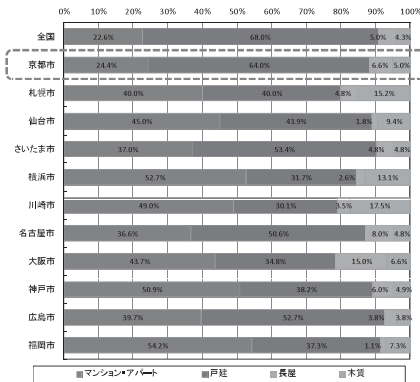 0% 10% 20% 30% 40% 50% 60% 70% 80% 90% 100%
全国 22.6% 68.0% 5.0% 4.3%
京都市 24.4% 64.0% 6.6% 5.0%
札幌市 40.0% 40.0% 4.8% 15.2%
仙台市 45.0% 43.9% 1.8% 9.4%
さいたま市 37.0% 53.4% 4.8% 4.8%
横浜市 52.7% 31.7% 2.6% 13.1%
川崎市 49.0% 30.1% 3.5% 17.5%
名古屋市 36.6% 50.6% 8.0% 4.8%
大阪市 43.7% 34.8% 15.0% 6.6%
神戸市 50.9% 38.2% 6.0% 4.9%
広島市 39.7% 52.7% 3.8% 3.8%
福岡市 54.2% 37.3% 1.1% 7.3%
マンション・アパート 戸建 長屋 木賃